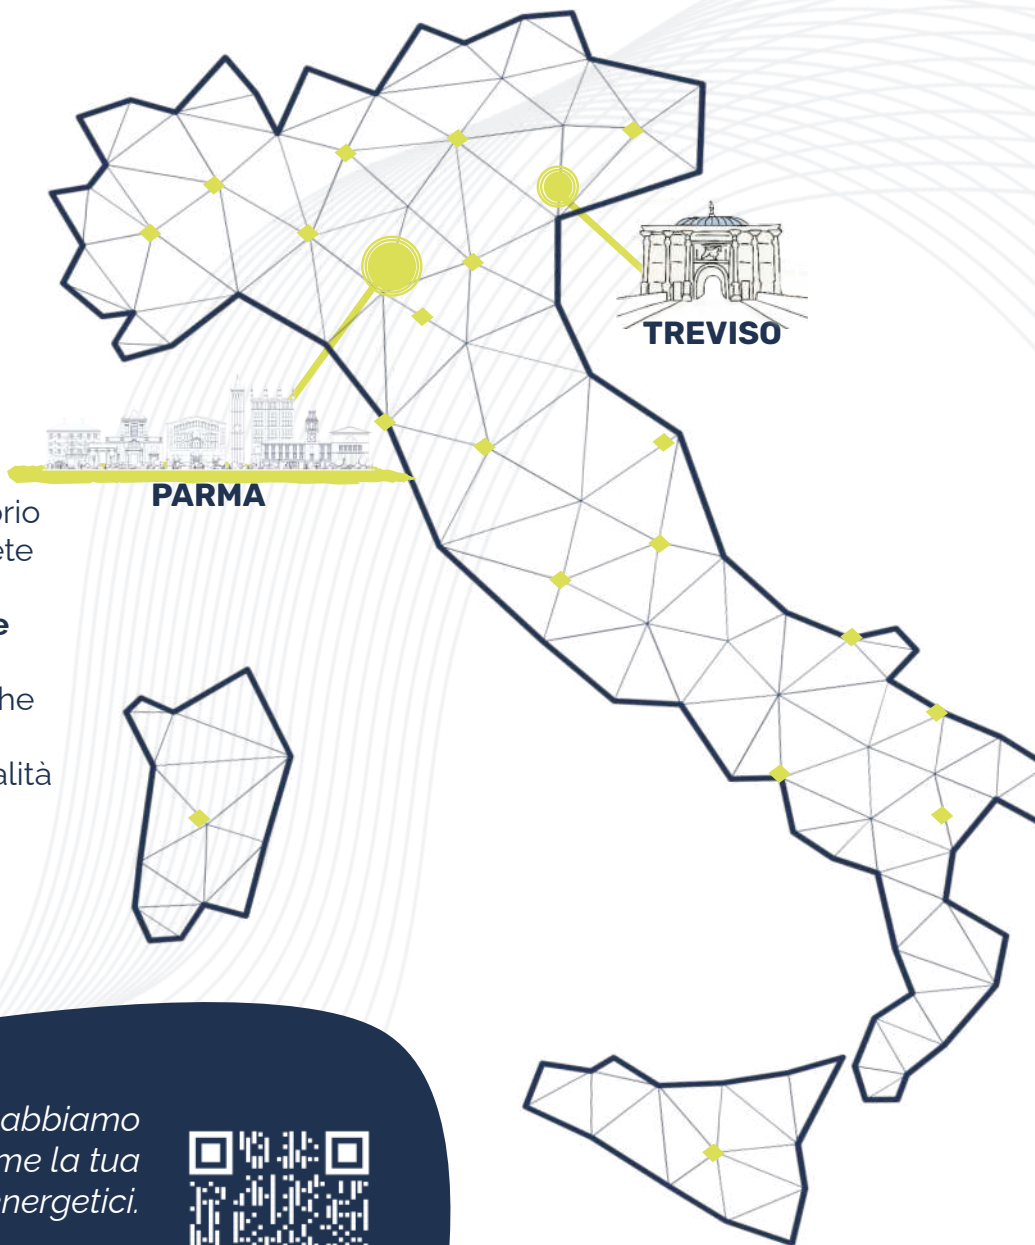 TREVISO
PARMA
rio
ete
e
he
alità
abbiamo
me la tua
energetici.